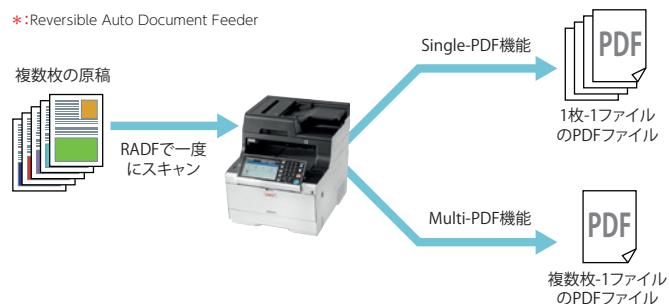 *:Reversible Auto Document Feeder
複数枚の原稿
RADFで一度
にスキャン
Single-PDF機能
PDF
1枚-1ファイル
のPDFファイル
Multi-PDF機能
PDF
複数枚-1ファイル
のPDFファイル